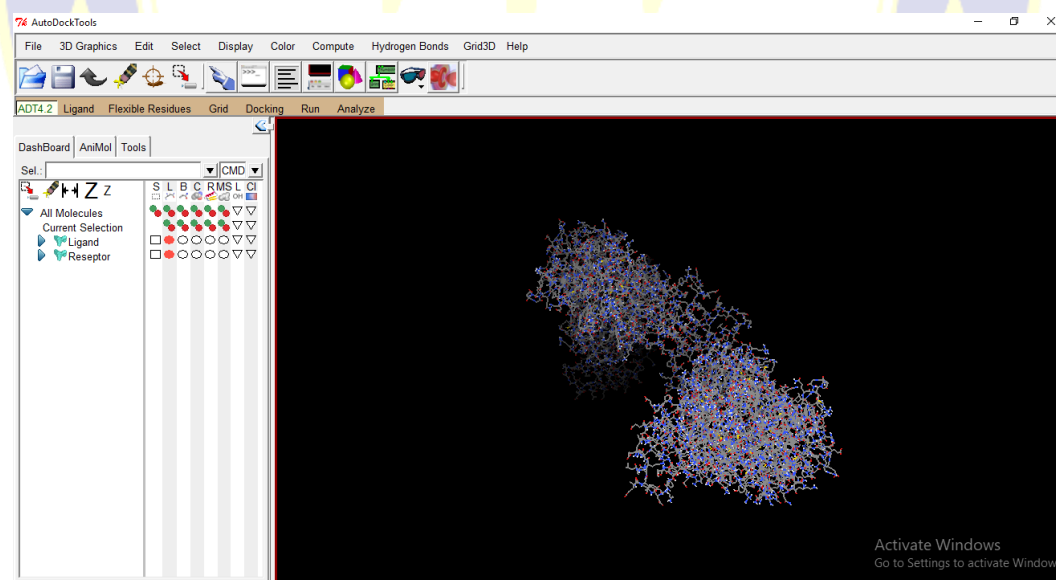 AutoDockTools
File 3D Graphics Edit Select Display Color Compute Hydrogen Bonds Grid3D Help
ADT4.2 Ligand Flexible Residues Grid Docking Run Analyze
DashBoard AniMol Tools
Sel.: CMD
Z Z S L B C R MS L Cl
All Molecules
Current Selection
Ligand
Reseptor
Activate Windows
Go to Settings to activate Window